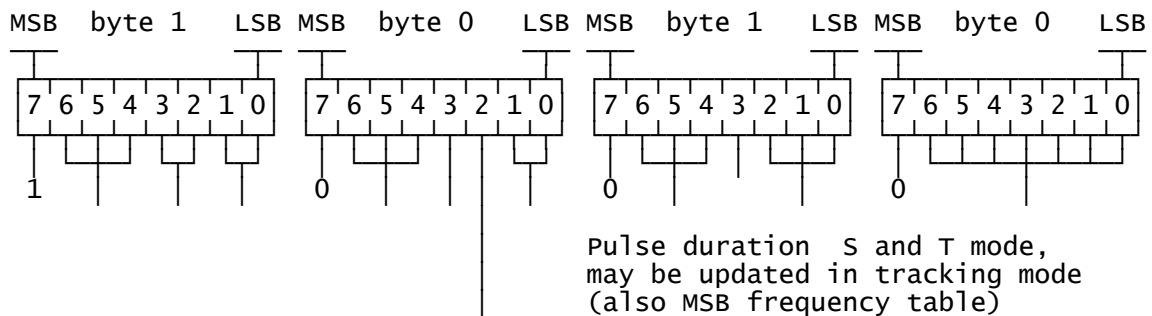 MSB byte 1 LSB MSB byte 0 LSB MSB byte 1 LSB MSB byte 0 LSB
7 6 5 4 3 2 1 0 7 6 5 4 3 2 1 0 7 6 5 4 3 2 1 0 7 6 5 4 3 2 1 0
1 0 0 0
Pulse duration S and T mode,
may be updated in tracking mode
(also MSB frequency table)